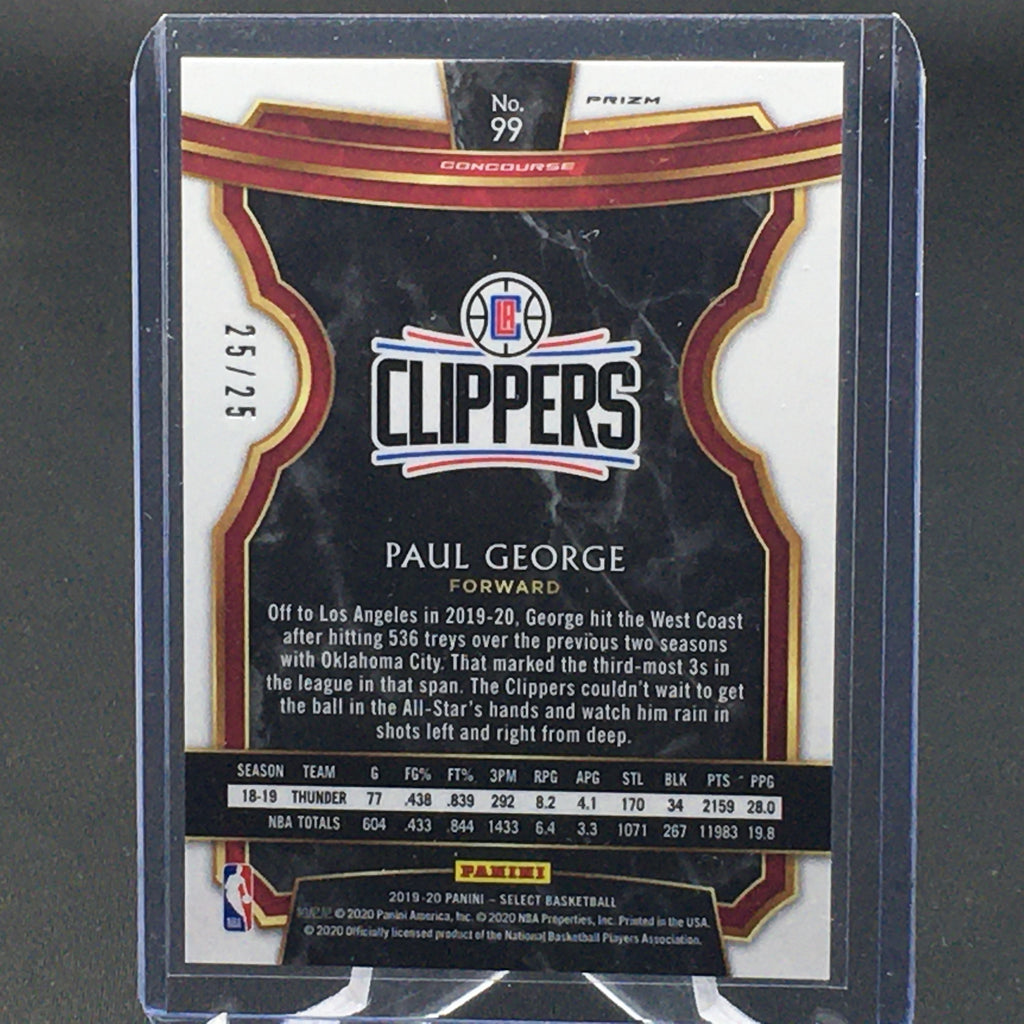 No.
99
PRIZM
CONCOURSE
25/25
LAC
CLIPPERS
PAUL GEORGE
FORWARD
Off to Los Angeles in 2019-20, George hit the West Coast
after hitting 536 treys over the previous two seasons
with Oklahoma City. That marked the third-most 3s in
the league in that span. The Clippers couldn't wait to get
the ball in the All-Star's hands and watch him rain in
shots left and right from deep.
SEASON TEAM G FG% FT% 3PM RPG APG STL BLK PTS PPG
18-19 THUNDER 77 .438 .839 292 8.2 4.1 170 34 2159 28.0
NBA TOTALS 604 .433 .844 1433 6.4 3.3 1071 267 11983 19.8
PANINI
NBA
2019-20 PANINI – SELECT BASKETBALL
© 2020 Panini America, Inc. © 2020 NBA Properties, Inc. Printed in the USA.
© 2020 Officially licensed product of the National Basketball Players Association.